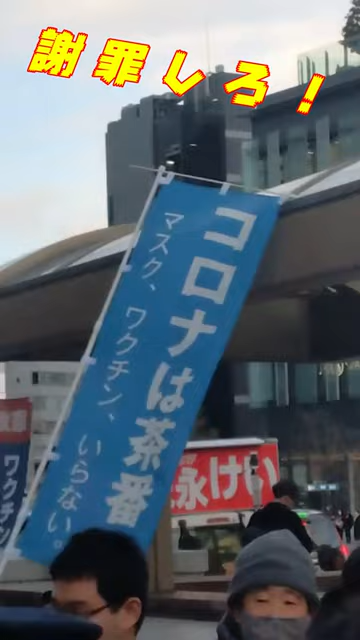 謝罪しろ！
コロナは茶番
マスク、ワクチン、いらない。
永けい
ワクチン